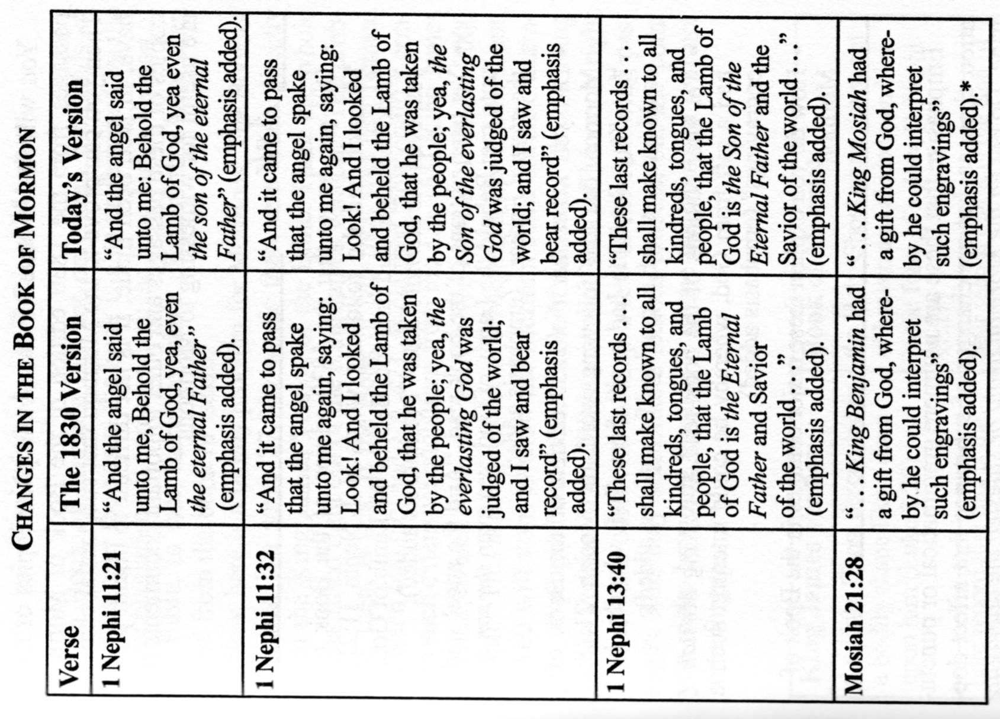 CHANGES IN THE BOOK OF MORMON
Verse
The 1830 Version
Today's Version
1 Nephi 11:21
“And the angel said
unto me, Behold the
Lamb of God, yea, even
the eternal Father”
(emphasis added).
“And the angel said
unto me: Behold the
Lamb of God, yea even
the son of the eternal
Father” (emphasis added).
1 Nephi 11:32
“And it came to pass
that the angel spake
unto me again, saying:
Look! And I looked
and beheld the Lamb of
God, that he was taken
by the people; yea, the
everlasting God was
judged of the world;
and I saw and bear
record” (emphasis
added).
“And it came to pass
that the angel spake
unto me again, saying:
Look! And I looked
and beheld the Lamb of
God, that he was taken
by the people; yea, the
Son of the everlasting
God was judged of the
world; and I saw and
bear record” (emphasis
added).
1 Nephi 13:40
“These last records . . .
shall make known to all
kindreds, tongues, and
people, that the Lamb
of God is the Eternal
Father and Savior
of the world . . .”
(emphasis added).
“These last records . . .
shall make known to all
kindreds, tongues, and
people, that the Lamb of
God is the Son of the
Eternal Father and the
Savior of the world . . .”
(emphasis added).
Mosiah 21:28
“. . . King Benjamin had
a gift from God, where-
by he could interpret
such engravings”
(emphasis added).
“. . . King Mosiah had
a gift from God, where-
by he could interpret
such engravings”
(emphasis added).*